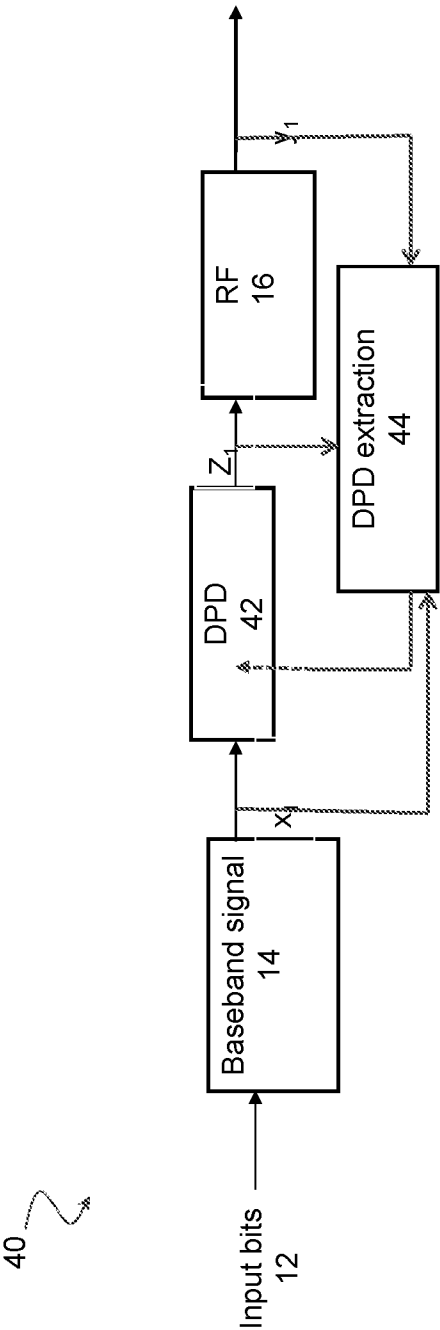 40
Input bits
12
Baseband signal
14
x₁
DPD
42
Z₁
RF
16
y₁
DPD extraction
44